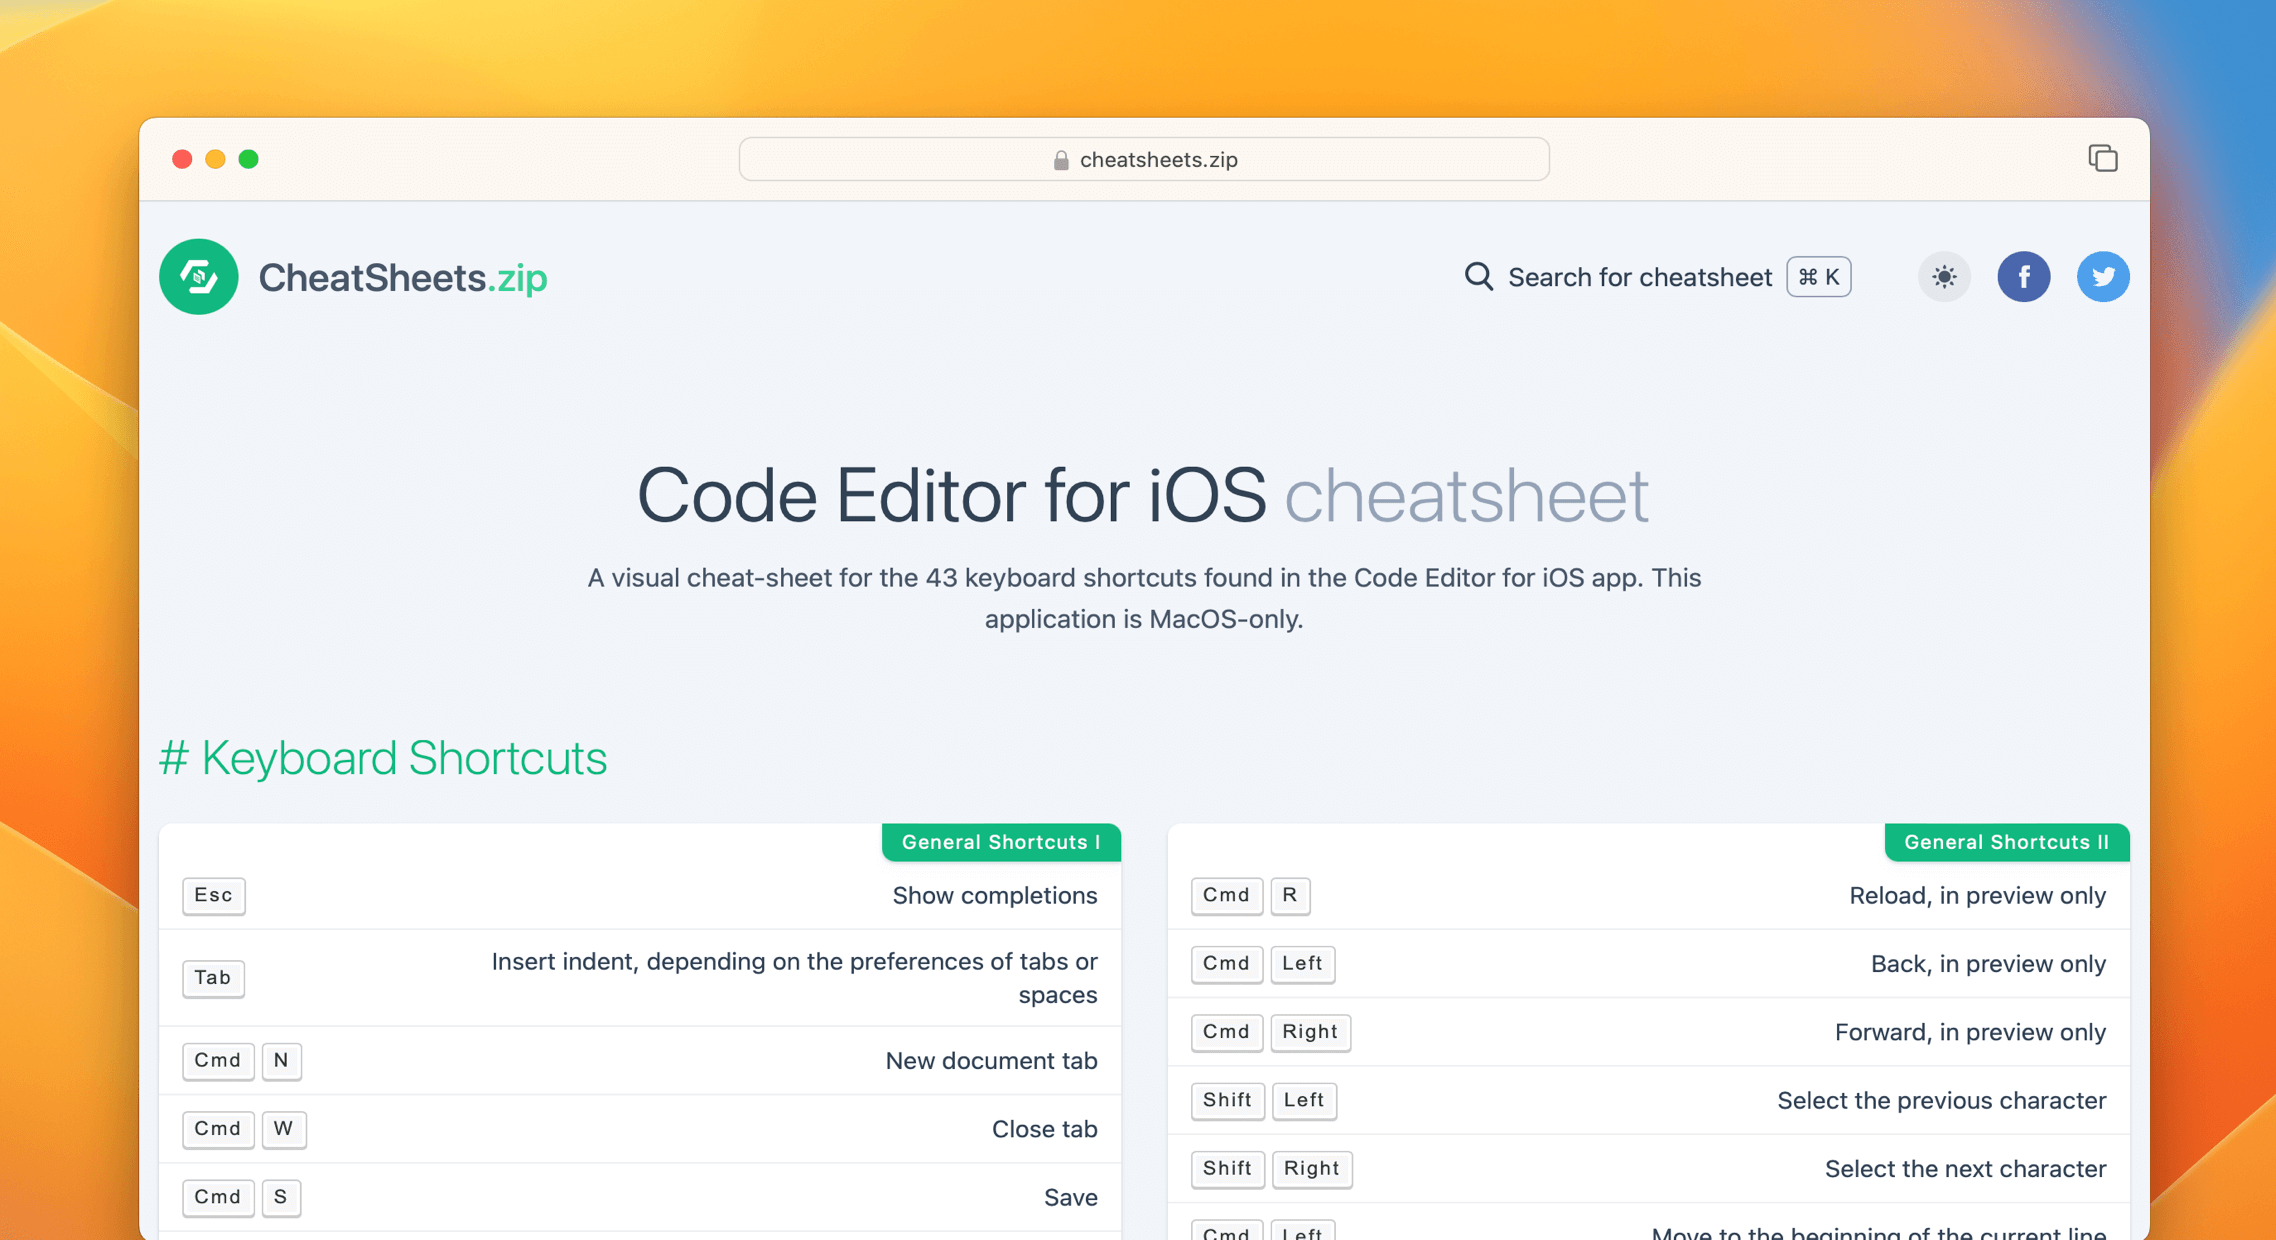 cheatsheets.zip
CheatSheets.zip
Search for cheatsheet ⌘ K
Code Editor for iOS cheatsheet
A visual cheat-sheet for the 43 keyboard shortcuts found in the Code Editor for iOS app. This
application is MacOS-only.
# Keyboard Shortcuts
General Shortcuts I
Esc Show completions
Tab Insert indent, depending on the preferences of tabs or
spaces
Cmd N New document tab
Cmd W Close tab
Cmd S Save
General Shortcuts II
Cmd R Reload, in preview only
Cmd Left Back, in preview only
Cmd Right Forward, in preview only
Shift Left Select the previous character
Shift Right Select the next character
Cmd Left Move to the beginning of the current line